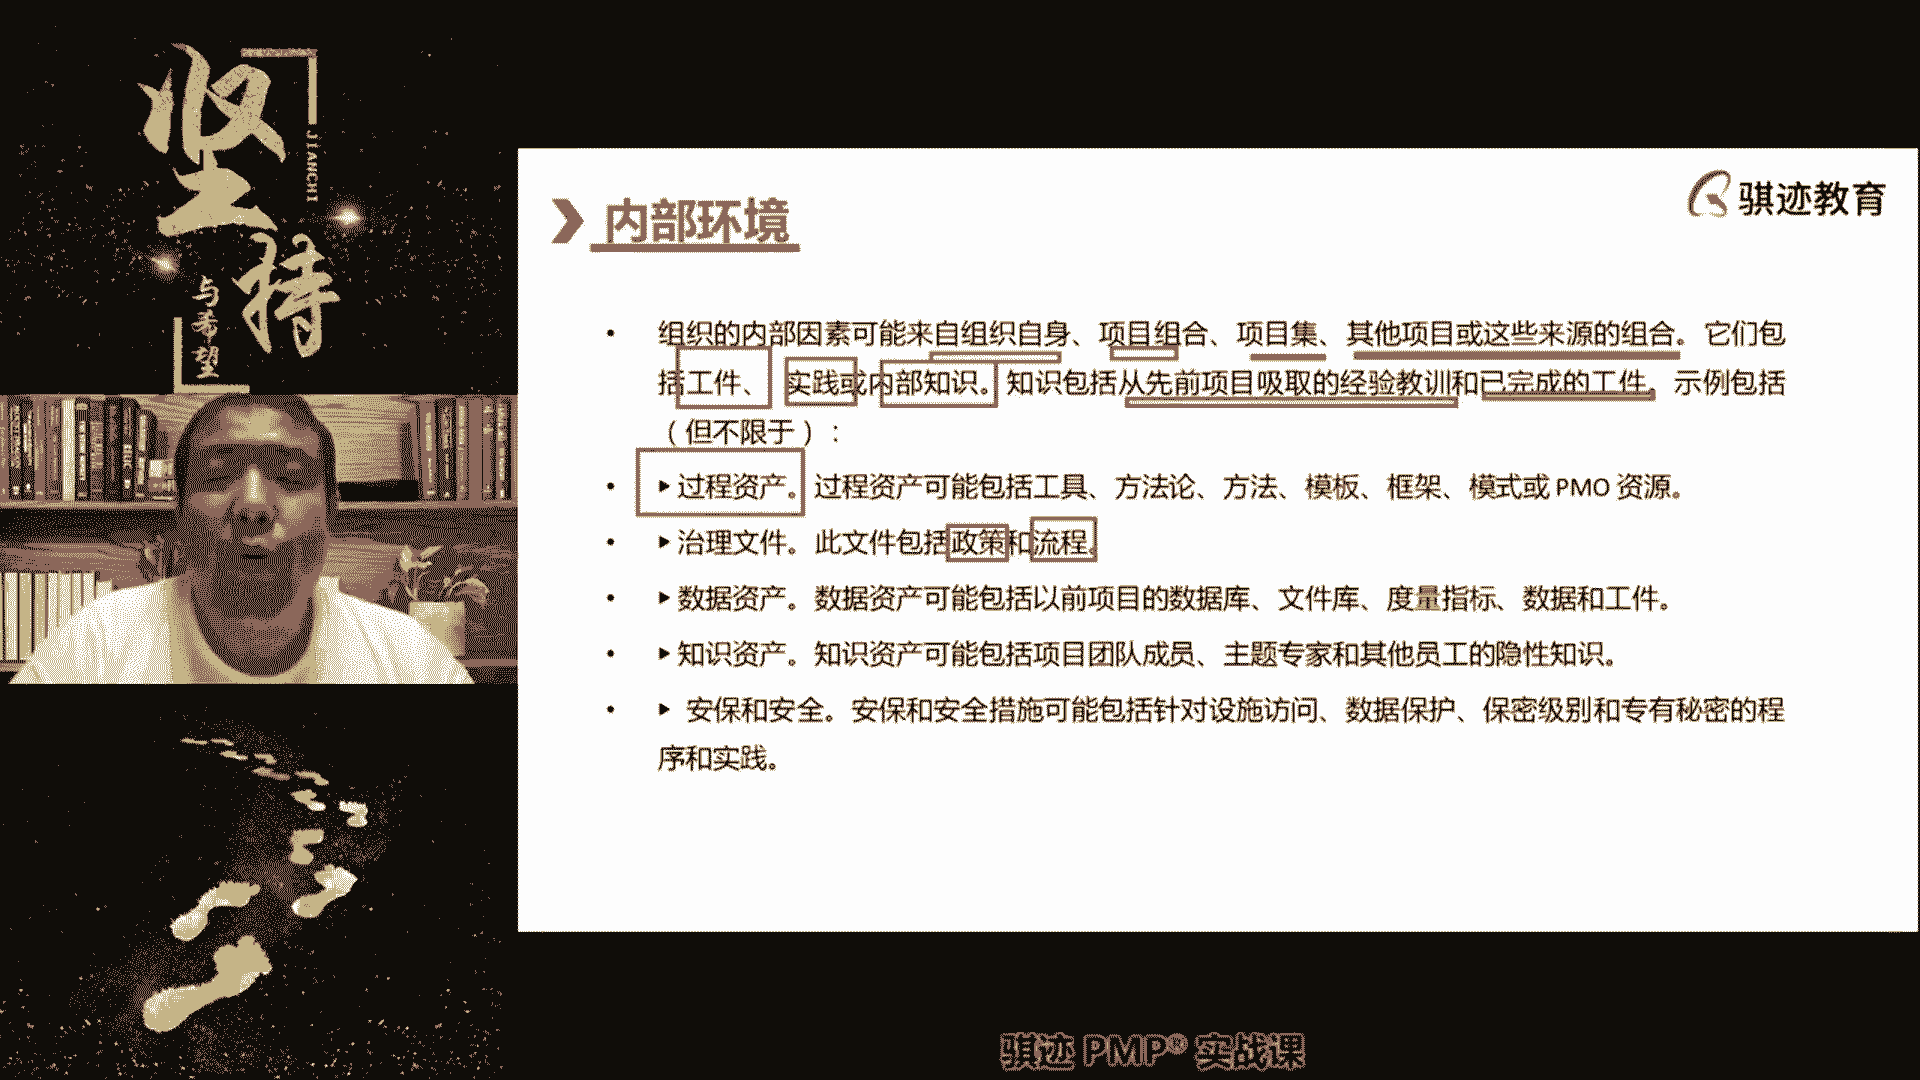 坚持
JIANCHI
与希望
骐迹教育
内部环境
• 组织的内部因素可能来自组织自身、项目组合、项目集、其他项目或这些来源的组合。它们包
括工件、实践或内部知识。知识包括从先前项目吸取的经验教训和已完成的工件。示例包括
（但不限于）：
• ▶过程资产。过程资产可能包括工具、方法论、方法、模板、框架、模式或 PMO 资源。
• ▶治理文件。此文件包括政策和流程。
• ▶数据资产。数据资产可能包括以前项目的数据库、文件库、度量指标、数据和工件。
• ▶知识资产。知识资产可能包括项目团队成员、主题专家和其他员工的隐性知识。
• ▶ 安保和安全。安保和安全措施可能包括针对设施访问、数据保护、保密级别和专有秘密的程
序和实践。
骐迹 PMP® 实战课